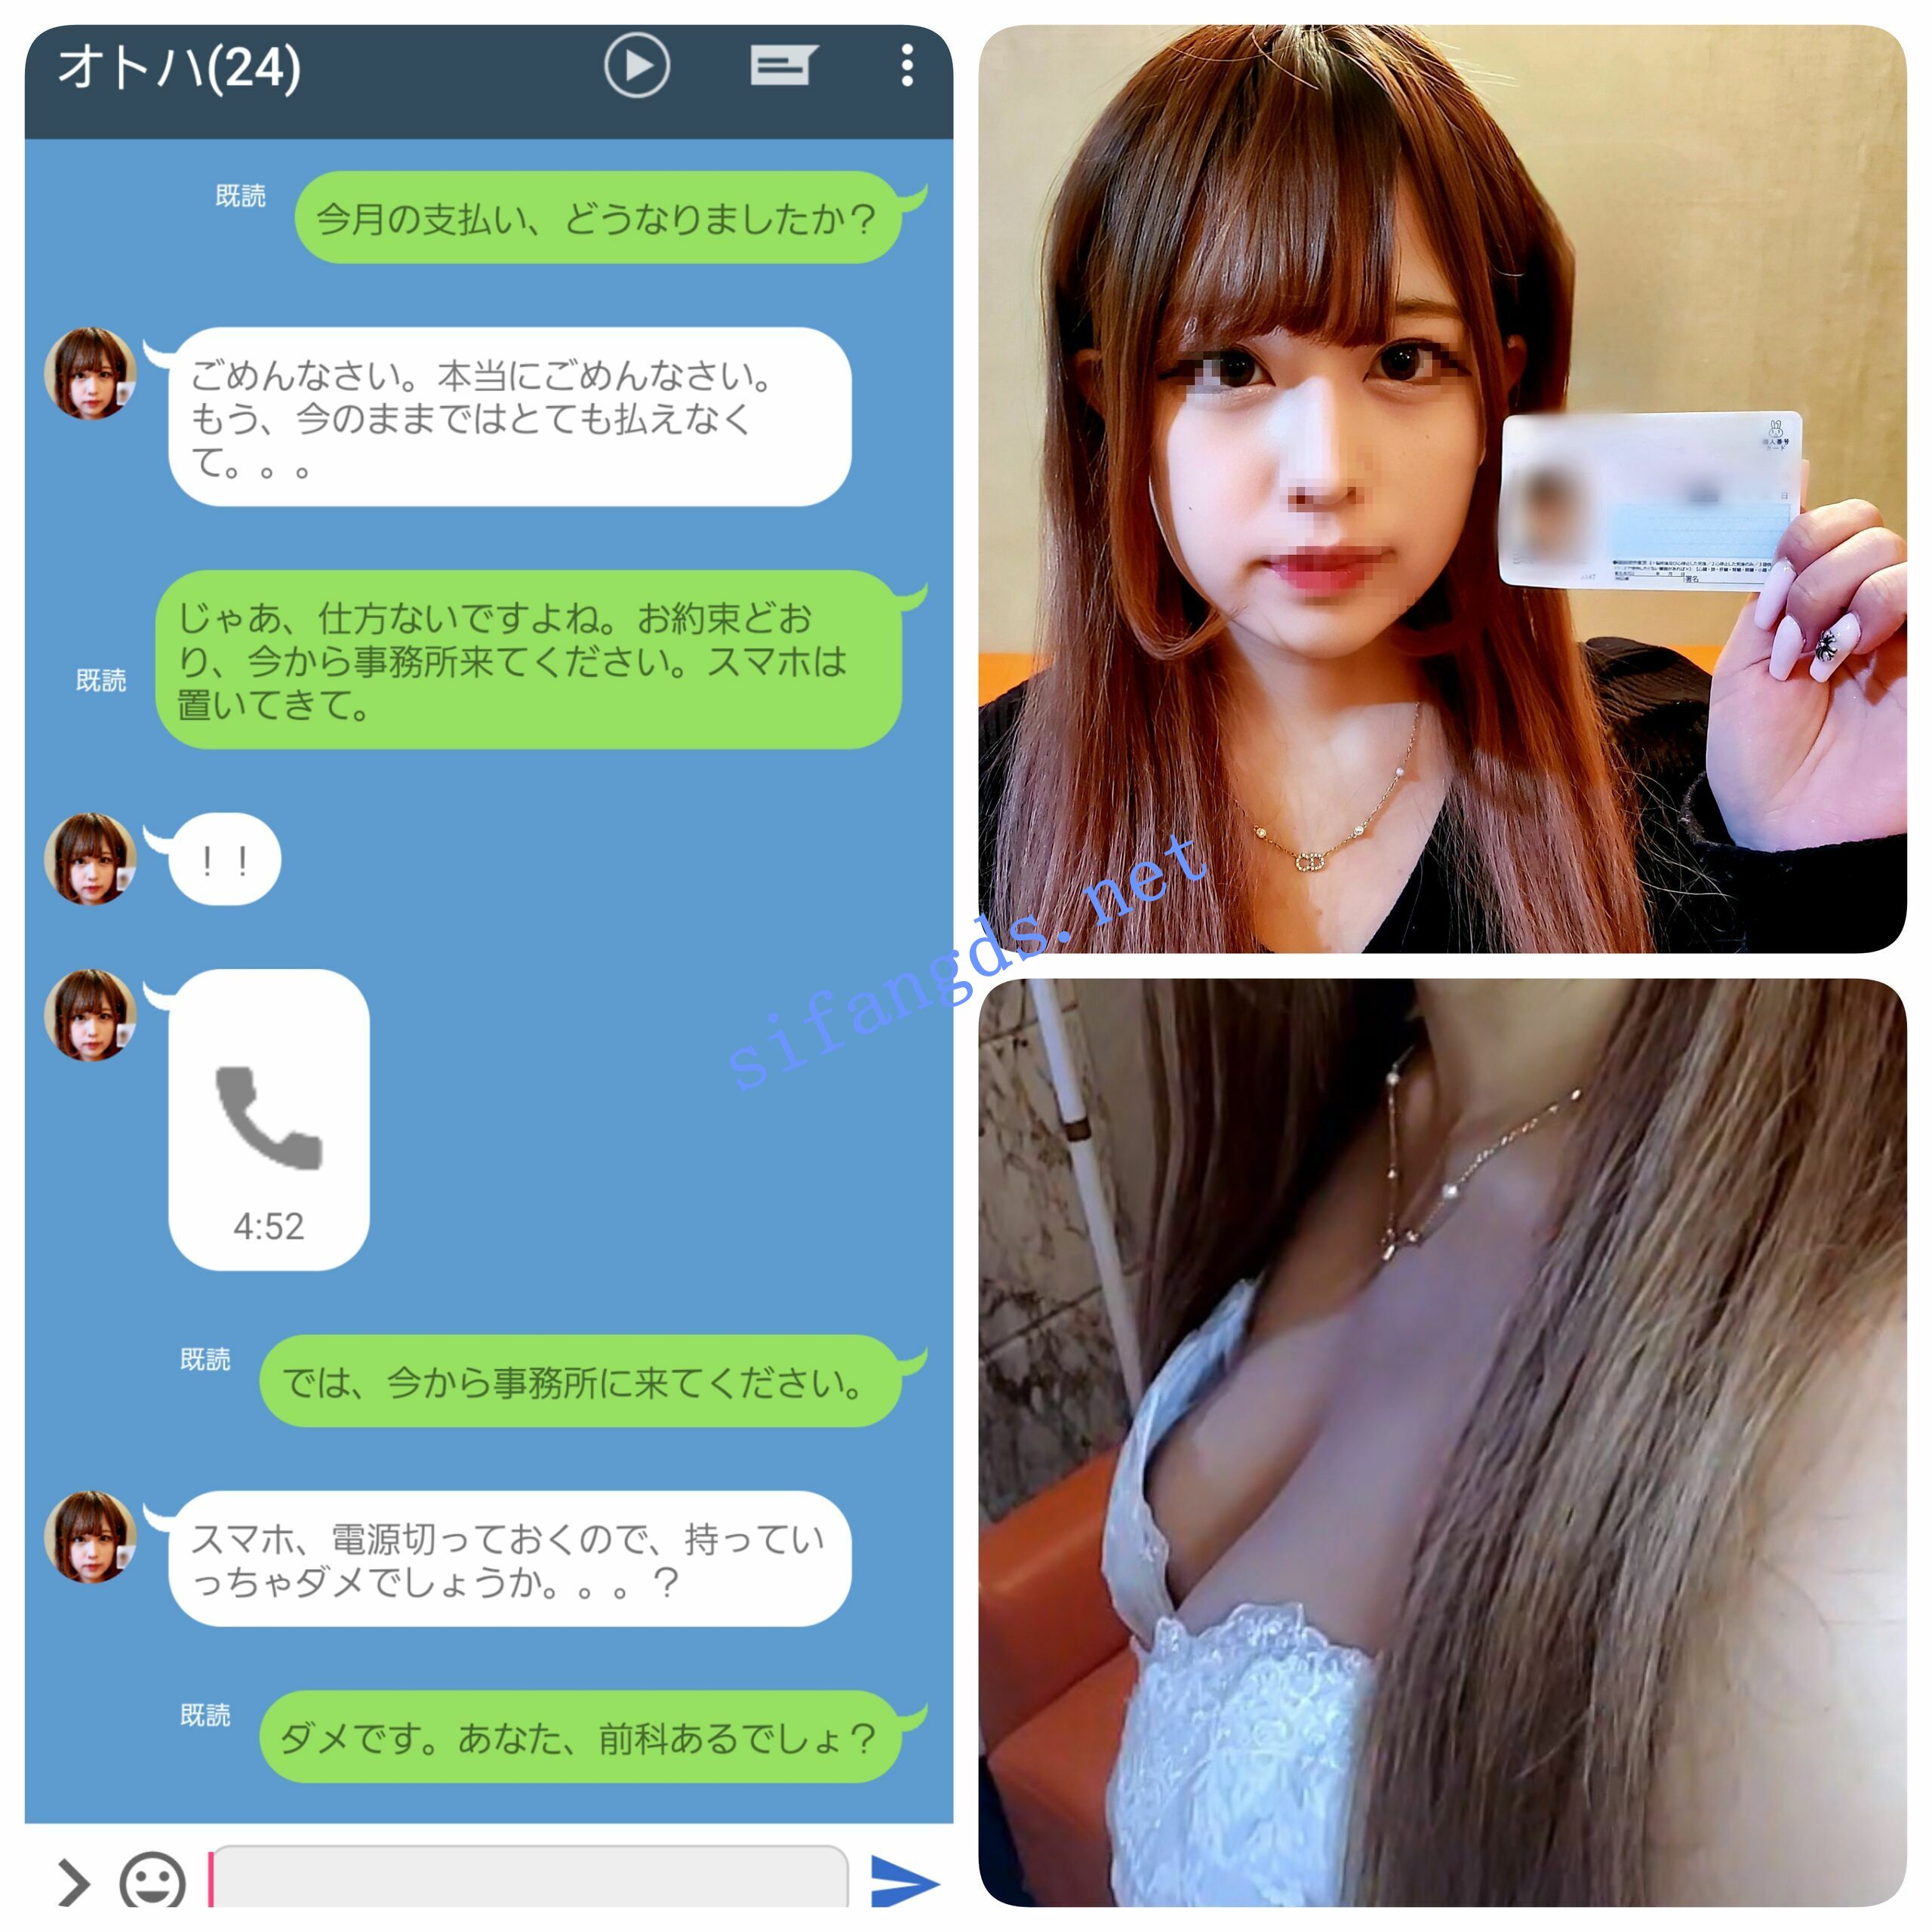 オトハ(24)
既読
今月の支払い、どうなりましたか？
ごめんなさい。本当にごめんなさい。
もう、今のままではとても払えなく
て。。。
じゃあ、仕方ないですよね。お約束どお
り、今から事務所来てください。スマホは
置いてきて。
既読
！！
4:52
既読
では、今から事務所に来てください。
スマホ、電源切っておくので、持ってい
っちゃダメでしょうか。。。？
既読
ダメです。あなた、前科あるでしょ？
sifangds.net